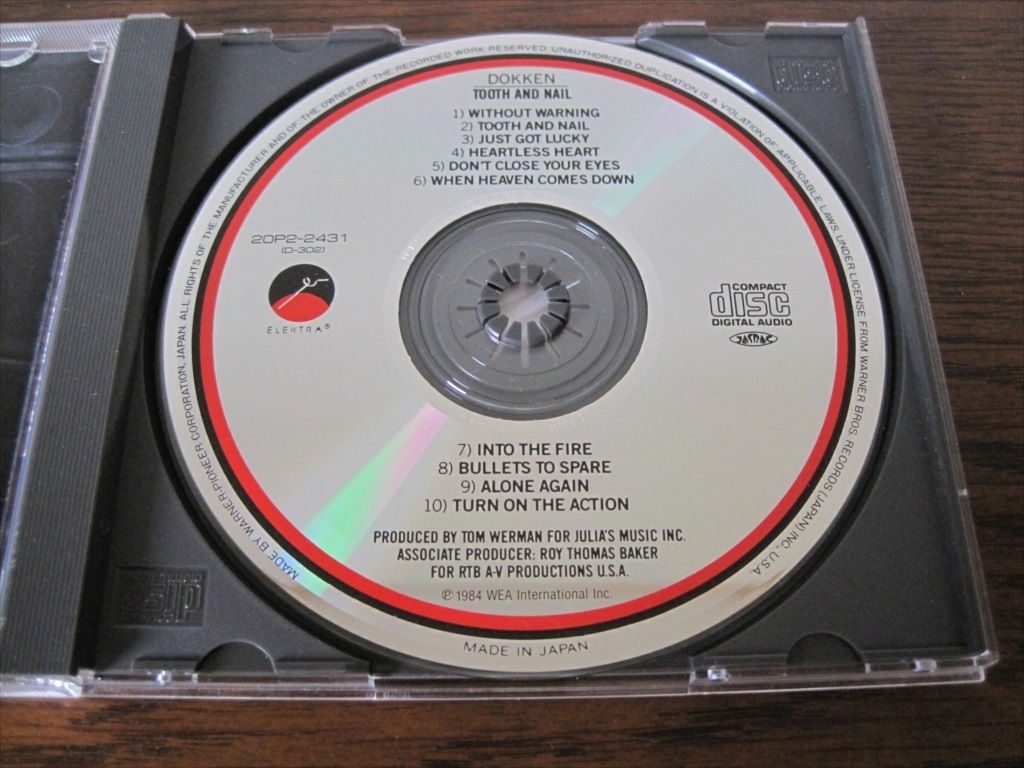 DOKKEN
TOOTH AND NAIL
1) WITHOUT WARNING
2) TOOTH AND NAIL
3) JUST GOT LUCKY
4) HEARTLESS HEART
5) DON'T CLOSE YOUR EYES
6) WHEN HEAVEN COMES DOWN
20P2-2431
(D-302)
ELEKTRA®
COMPACT
disc
DIGITAL AUDIO
JASRAC
7) INTO THE FIRE
8) BULLETS TO SPARE
9) ALONE AGAIN
10) TURN ON THE ACTION
PRODUCED BY TOM WERMAN FOR JULIA'S MUSIC INC.
ASSOCIATE PRODUCER: ROY THOMAS BAKER
FOR RTB A-V PRODUCTIONS U.S.A.
℗ 1984 WEA International Inc.
MADE BY WARNER-PIONEER CORPORATION, JAPAN. ALL RIGHTS OF THE MANUFACTURER AND OF THE OWNER OF THE RECORDED WORK RESERVED. UNAUTHORIZED DUPLICATION IS A VIOLATION OF APPLICABLE LAWS. UNDER LICENSE FROM WARNER BROS. RECORDS (JAPAN) INC., U.S.A
MADE IN JAPAN